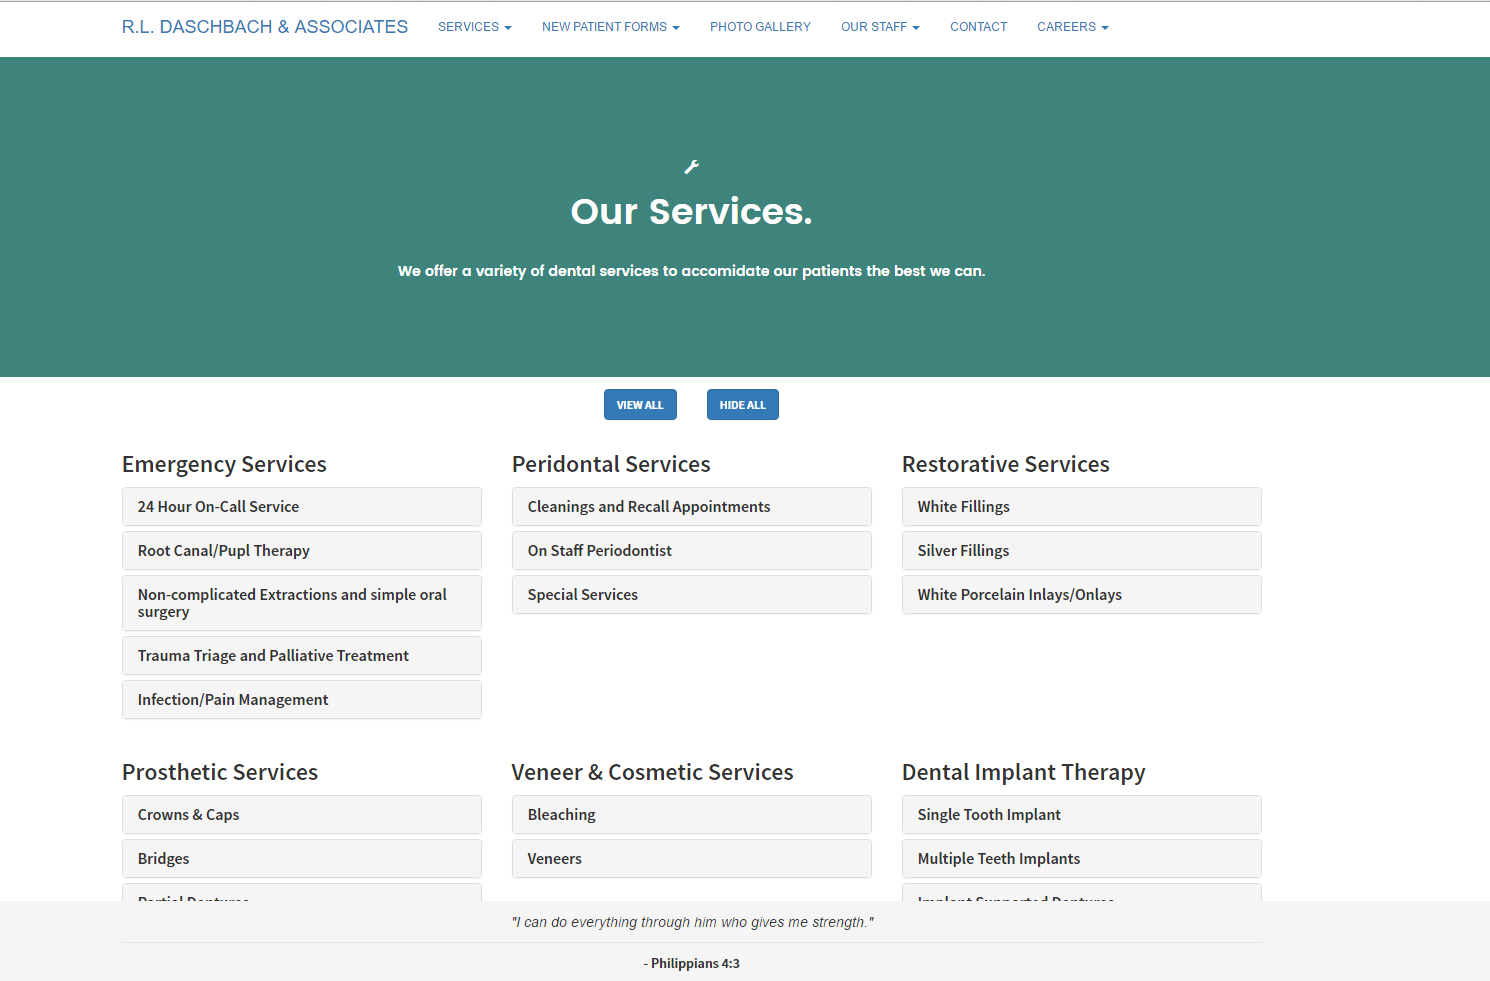 R.L. DASCHBACH & ASSOCIATES SERVICES NEW PATIENT FORMS PHOTO GALLERY OUR STAFF CONTACT CAREERS
Our Services.
We offer a variety of dental services to accomidate our patients the best we can.
VIEW ALL HIDE ALL
Emergency Services
24 Hour On-Call Service
Root Canal/Pupl Therapy
Non-complicated Extractions and simple oral
surgery
Trauma Triage and Palliative Treatment
Infection/Pain Management
Peridontal Services
Cleanings and Recall Appointments
On Staff Periodontist
Special Services
Restorative Services
White Fillings
Silver Fillings
White Porcelain Inlays/Onlays
Prosthetic Services
Crowns & Caps
Bridges
Partial Dentures
Veneer & Cosmetic Services
Bleaching
Veneers
Dental Implant Therapy
Single Tooth Implant
Multiple Teeth Implants
Implant Supported Dentures
"I can do everything through him who gives me strength."
- Philippians 4:3